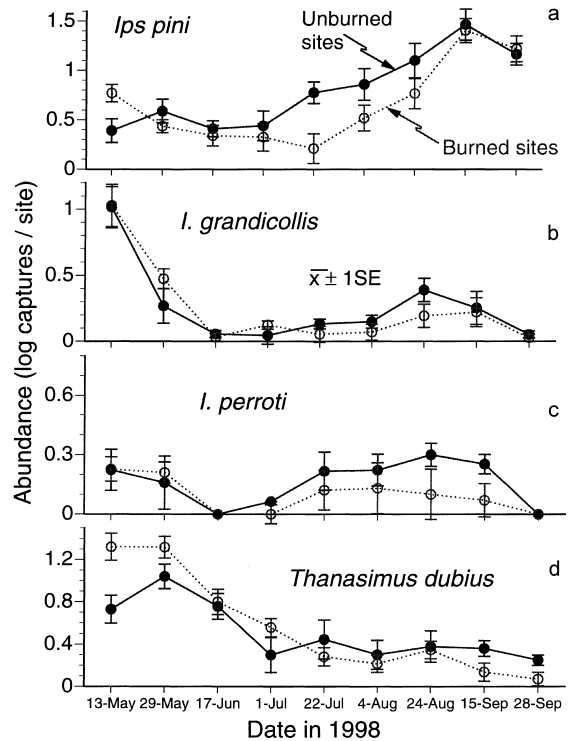 Ips pini
Unburned
sites
a
1.5
1
0.5
0
Burned sites
I. grandicollis
b
1
0.5
0
x̄ ± 1SE
I. perroti
c
0.6
0.3
0
Thanasimus dubius
d
1.2
0.8
0.4
0
Abundance (log captures / site)
13-May 29-May 17-Jun 1-Jul 22-Jul 4-Aug 24-Aug 15-Sep 28-Sep
Date in 1998